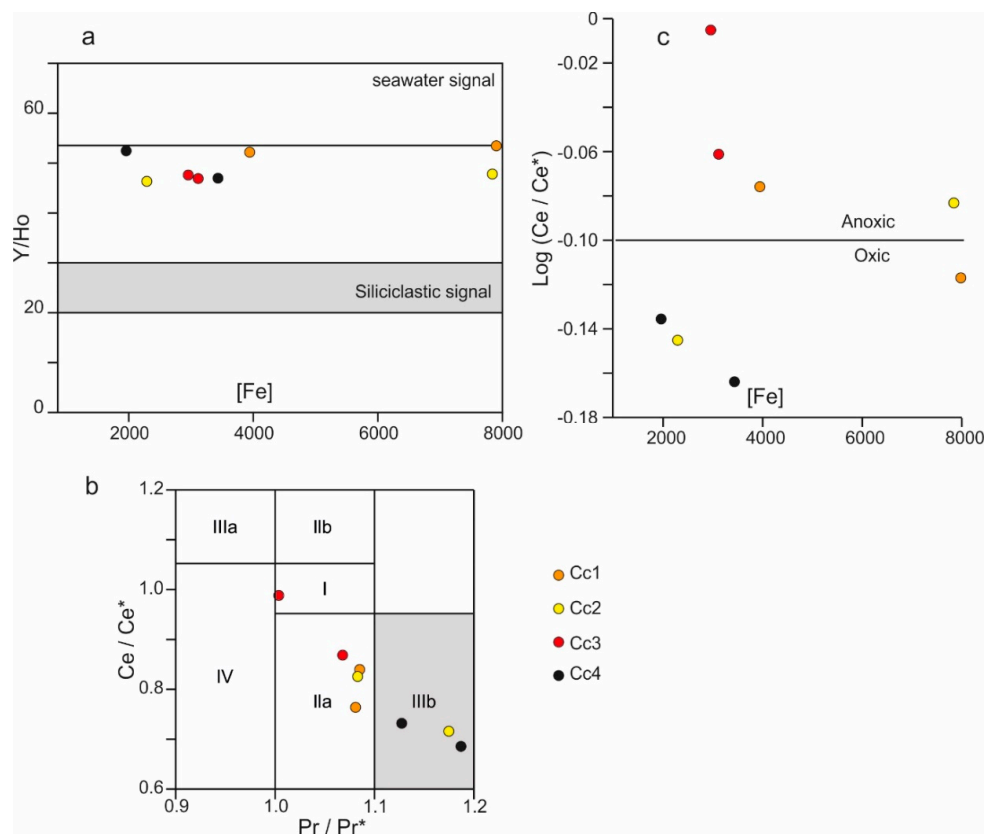 a
seawater signal
60
Y/Ho
Siliciclastic signal
20
0
[Fe]
2000 4000 6000 8000
c
0
-0.02
-0.06
-0.10
-0.14
-0.18
Log (Ce / Ce*)
Anoxic
Oxic
[Fe]
2000 4000 6000 8000
b
1.2
1.0
0.8
0.6
Ce / Ce*
IIIa IIb
I
IV IIa IIIb
0.9 1.0 1.1 1.2
Pr / Pr*
Cc1
Cc2
Cc3
Cc4